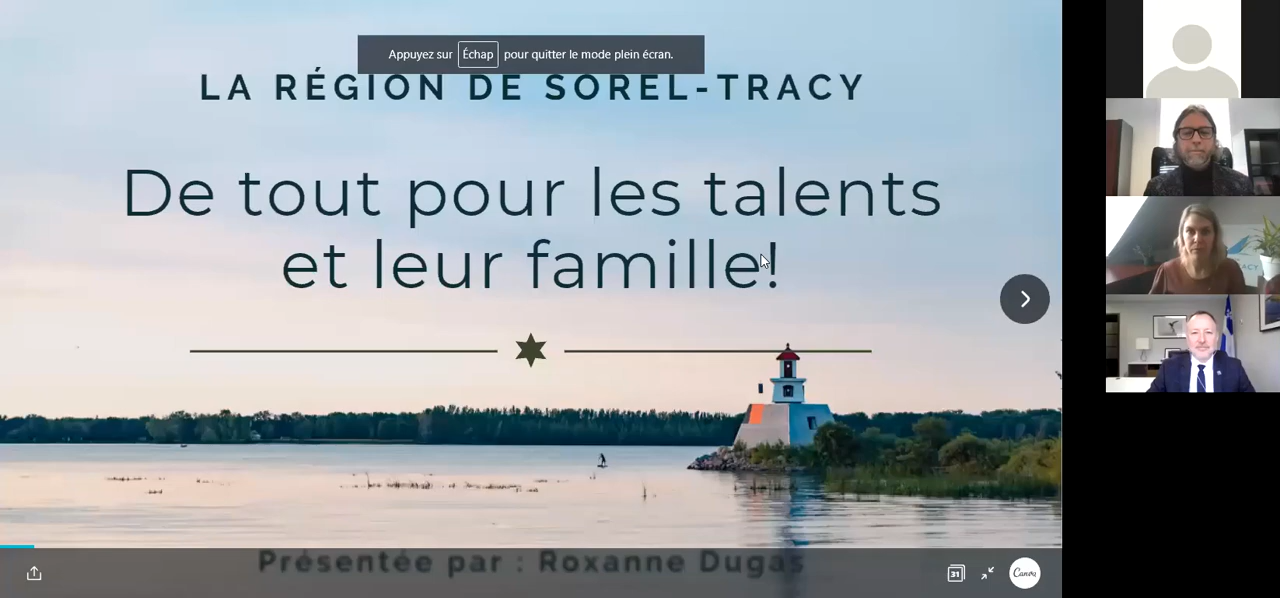 Appuyez sur Échap pour quitter le mode plein écran.
LA RÉGION DE SOREL-TRACY
De tout pour les talents
et leur famille!
Présentée par : Roxanne Dugas
31
Canva